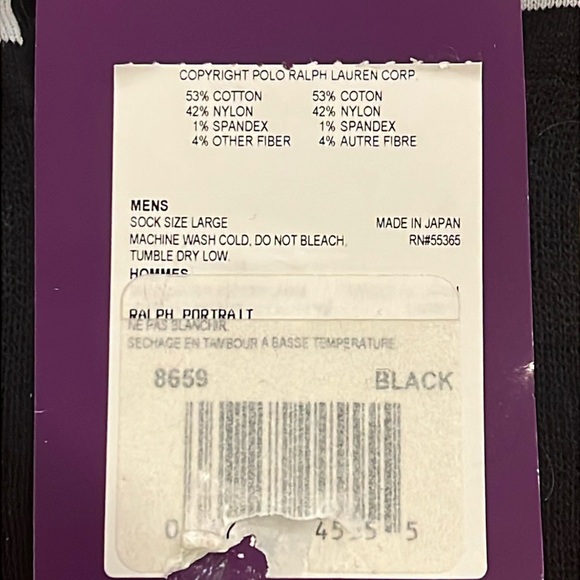 COPYRIGHT POLO RALPH LAUREN CORP.
53% COTTON 53% COTON
42% NYLON 42% NYLON
1% SPANDEX 1% SPANDEX
4% OTHER FIBER 4% AUTRE FIBRE
MENS
SOCK SIZE LARGE MADE IN JAPAN
MACHINE WASH COLD, DO NOT BLEACH, RN#55365
TUMBLE DRY LOW.
HOMMES
RALPH PORTRAIT
NE PAS BLANCHIR
SECHAGE EN TAMBOUR A BASSE TEMPERATURE
8659 BLACK
0 5